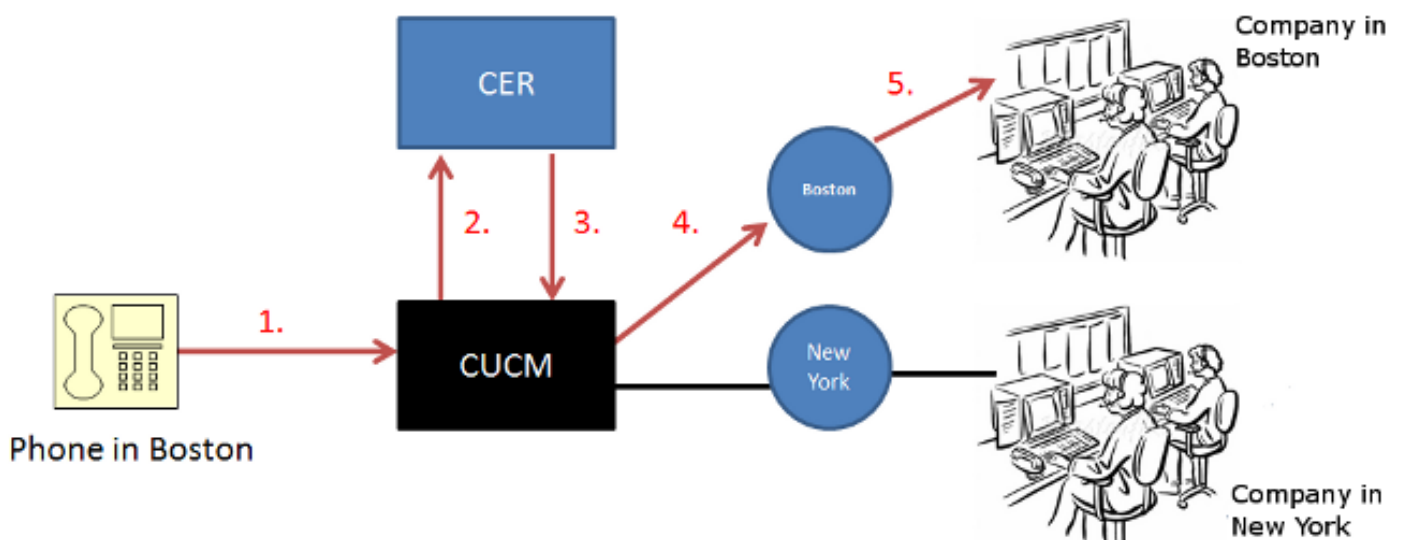 Company in
Boston
CER
5.
Boston
2.
3.
4.
1.
CUCM
New
York
Phone in Boston
Company in
New York